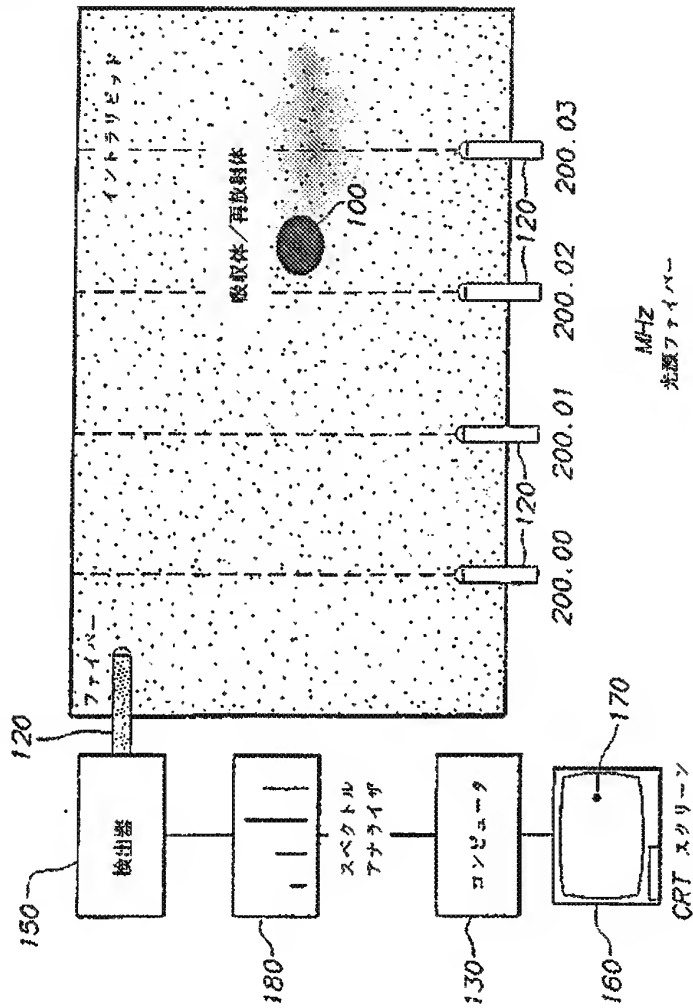 120
ファイバー
イントラリピッド
吸収体/再放射体
100
150
検出器
180
スペクトル
アナライザ
130
コンピュータ
160
170
CRT スクリーン
120
120
200.00
200.01
200.02
200.03
MHz
光源ファイバー